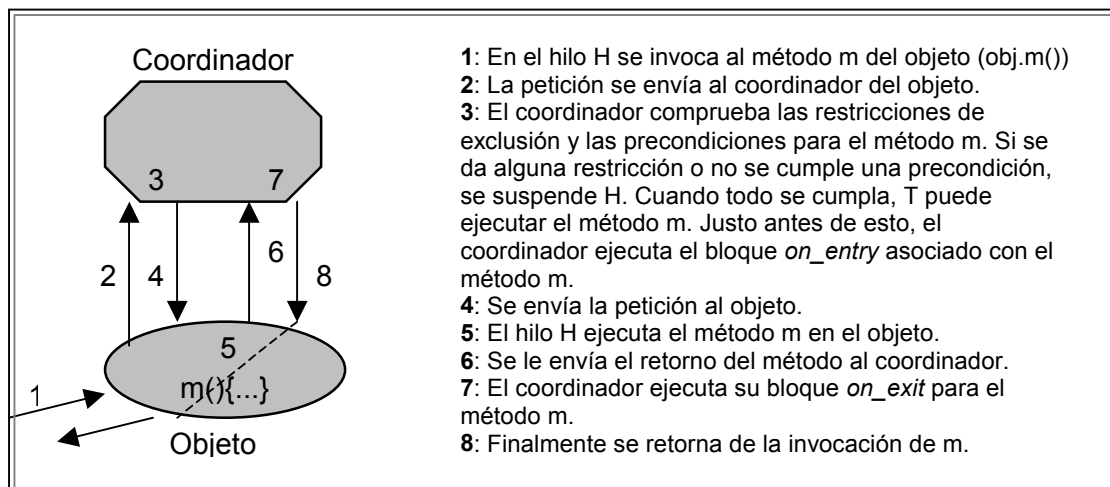 Coordinador
3
7
2
4
6
8
5
1
m(){...}
Objeto
1: En el hilo H se invoca al método m del objeto (obj.m())
2: La petición se envía al coordinador del objeto.
3: El coordinador comprueba las restricciones de
exclusión y las precondiciones para el método m. Si se
da alguna restricción o no se cumple una precondición,
se suspende H. Cuando todo se cumpla, T puede
ejecutar el método m. Justo antes de esto, el
coordinador ejecuta el bloque on_entry asociado con el
método m.
4: Se envía la petición al objeto.
5: El hilo H ejecuta el método m en el objeto.
6: Se le envía el retorno del método al coordinador.
7: El coordinador ejecuta su bloque on_exit para el
método m.
8: Finalmente se retorna de la invocación de m.